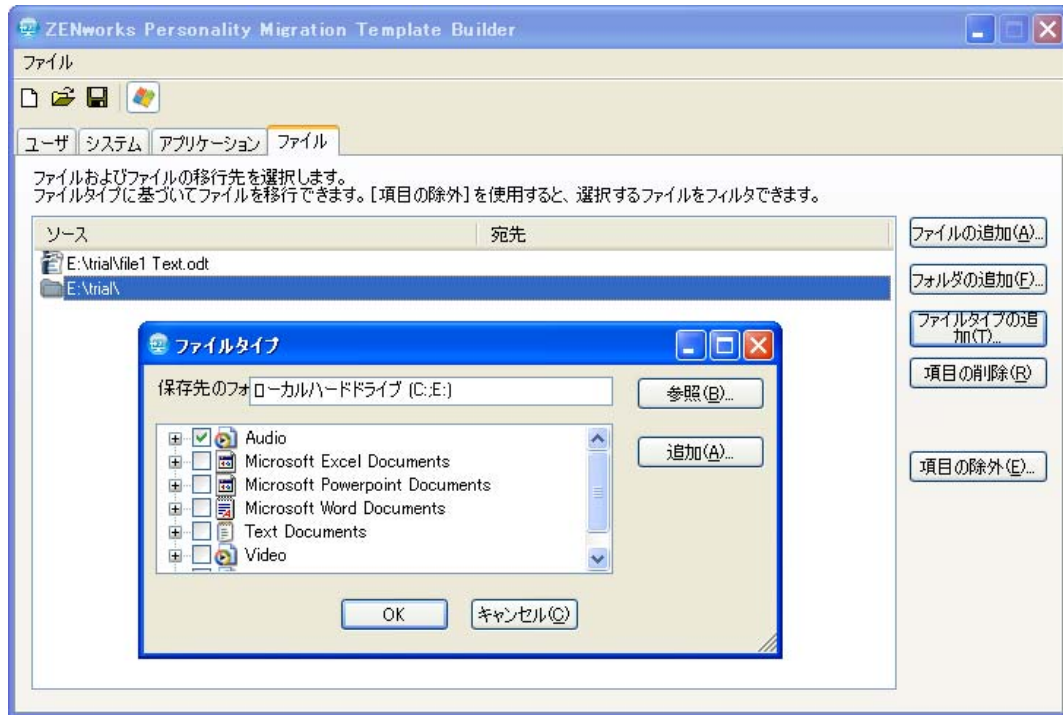 ZENworks Personality Migration Template Builder
ファイル
ユーザ システム アプリケーション ファイル
ファイルおよびファイルの移行先を選択します。
ファイルタイプに基づいてファイルを移行できます。[項目の除外]を使用すると、選択するファイルをフィルタできます。
ソース 宛先
E:\trial\file1 Text.odt
E:\trial\
ファイルの追加(A)...
フォルダの追加(F)...
ファイルタイプの追
加(T)...
項目の削除(R)
項目の除外(E)...
ファイルタイプ
保存先のフォ ローカルハードドライブ (C:;E:)
参照(B)...
Audio
Microsoft Excel Documents
Microsoft Powerpoint Documents
Microsoft Word Documents
Text Documents
Video
追加(A)...
OK キャンセル(C)